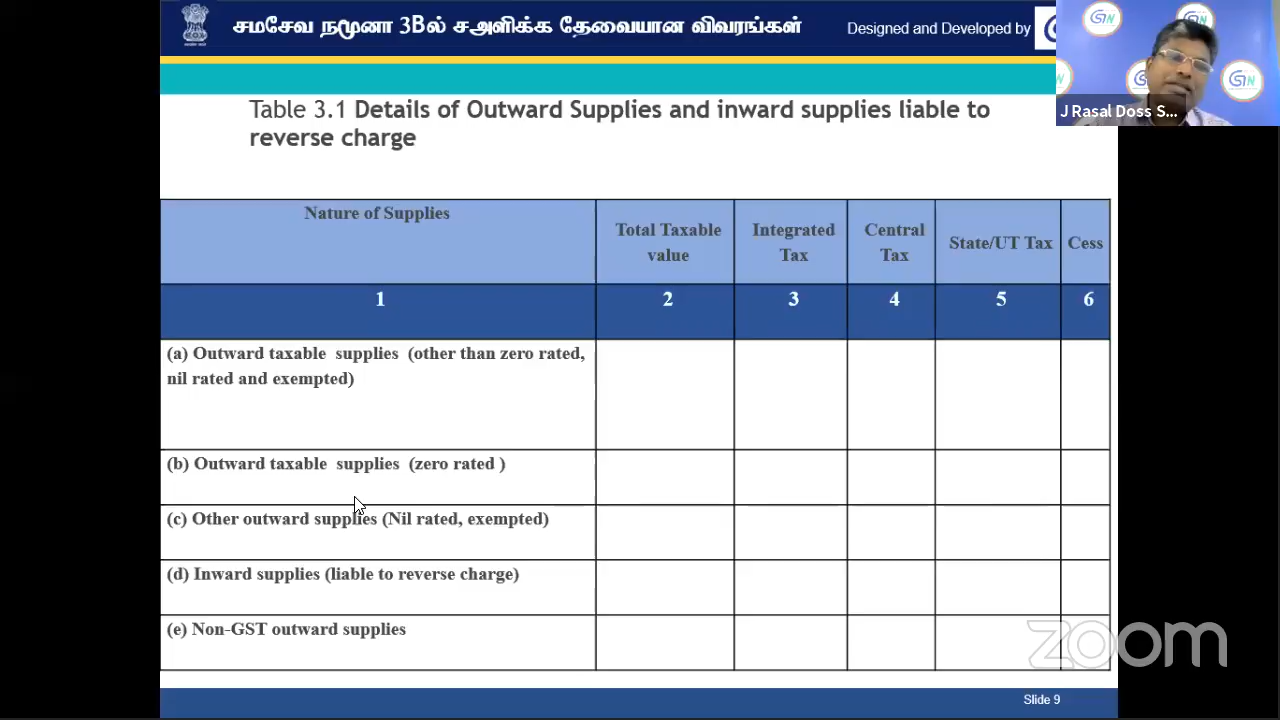 சமசேவ நமூனா 3Bல் சஅளிக்க தேவையான விவரங்கள்
Designed and Developed by
J Rasal Doss S...
Table 3.1 Details of Outward Supplies and inward supplies liable to
reverse charge
Nature of Supplies
Total Taxable
value
Integrated
Tax
Central
Tax
State/UT Tax
Cess
1
2
3
4
5
6
(a) Outward taxable supplies (other than zero rated,
nil rated and exempted)
(b) Outward taxable supplies (zero rated )
(c) Other outward supplies (Nil rated, exempted)
(d) Inward supplies (liable to reverse charge)
(e) Non-GST outward supplies
zoom
Slide 9